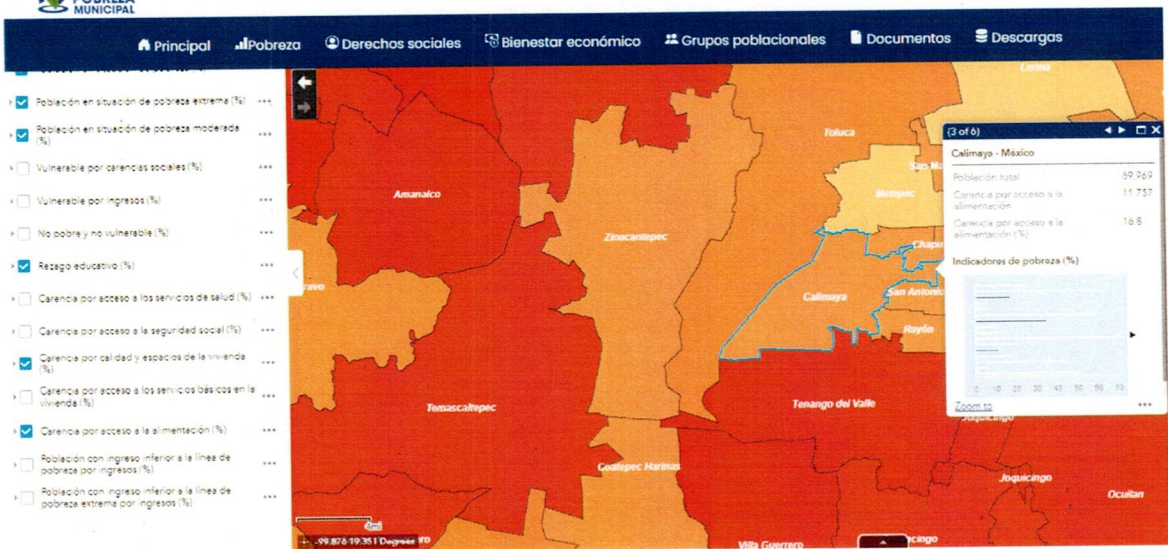 POBREZA
MUNICIPAL
Principal
Pobreza
Derechos sociales
Bienestar económico
Grupos poblacionales
Documentos
Descargas
Población en situación de pobreza extrema (%)
Población en situación de pobreza moderada
(%)
Vulnerable por carencias sociales (%)
Vulnerable por ingresos (%)
No pobre y no vulnerable (%)
Rezago educativo (%)
Carencia por acceso a los servicios de salud (%)
Carencia por acceso a la seguridad social (%)
Carencia por calidad y espacios de la vivienda
(%)
Carencia por acceso a los servicios básicos en la
vivienda (%)
Carencia por acceso a la alimentación (%)
Población con ingreso inferior a la línea de
pobreza por ingresos (%)
Población con ingreso inferior a la línea de
pobreza extrema por ingresos (%)
Lerma
Toluca
San Ma
Amanalco
Metepec
Zinacantepec
Chapu
ravo
Calimaya
San Antonio
Rayón
Temascaltepec
Tenango del Valle
Joquicingo
Coatepec Harinas
Joquicingo
Ocuilan
4mi
-99.876 19.351 Degrees
ro
Villa Guerrero
ncingo
(3 of 6)
Calimaya - México
Población total 69 969
Carencia por acceso a la 11 757
alimentación
Carencia por acceso a la 16.8
alimentación (%)
Indicadores de pobreza (%)
0 10 20 30 40 50 60 70
Zoom to